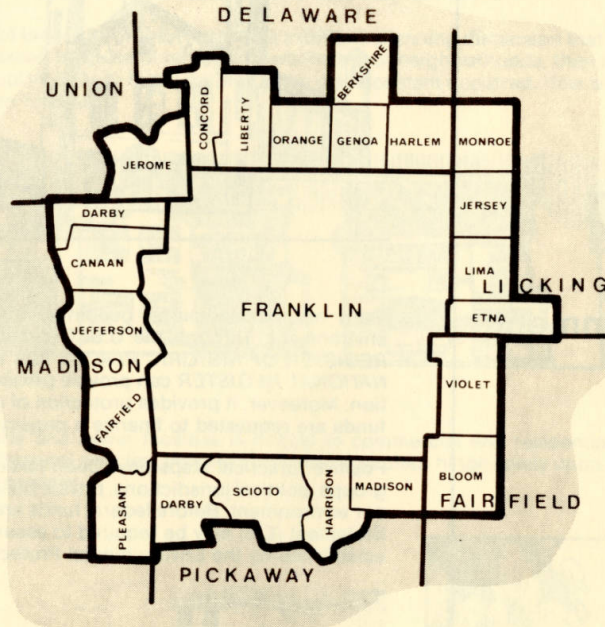 DELAWARE
UNION
BERKSHIRE
CONCORD
LIBERTY
ORANGE
GENOA
HARLEM
MONROE
JEROME
JERSEY
DARBY
CANAAN
LIMA
LICKING
FRANKLIN
ETNA
JEFFERSON
MADISON
VIOLET
FAIRFIELD
PLEASANT
DARBY
SCIOTO
HARRISON
MADISON
BLOOM
FAIRFIELD
PICKAWAY